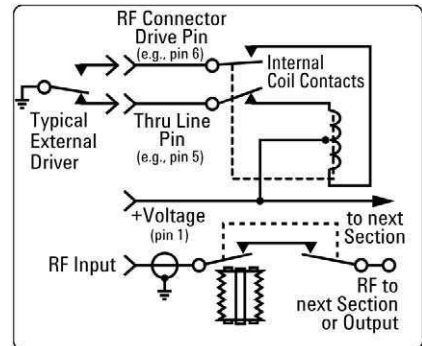 RF Connector
Drive Pin
(e.g., pin 6)
Internal
Coil Contacts
Typical
External
Driver
Thru Line
Pin
(e.g., pin 5)
+Voltage
(pin 1)
to next
Section
RF Input
RF to
next Section
or Output